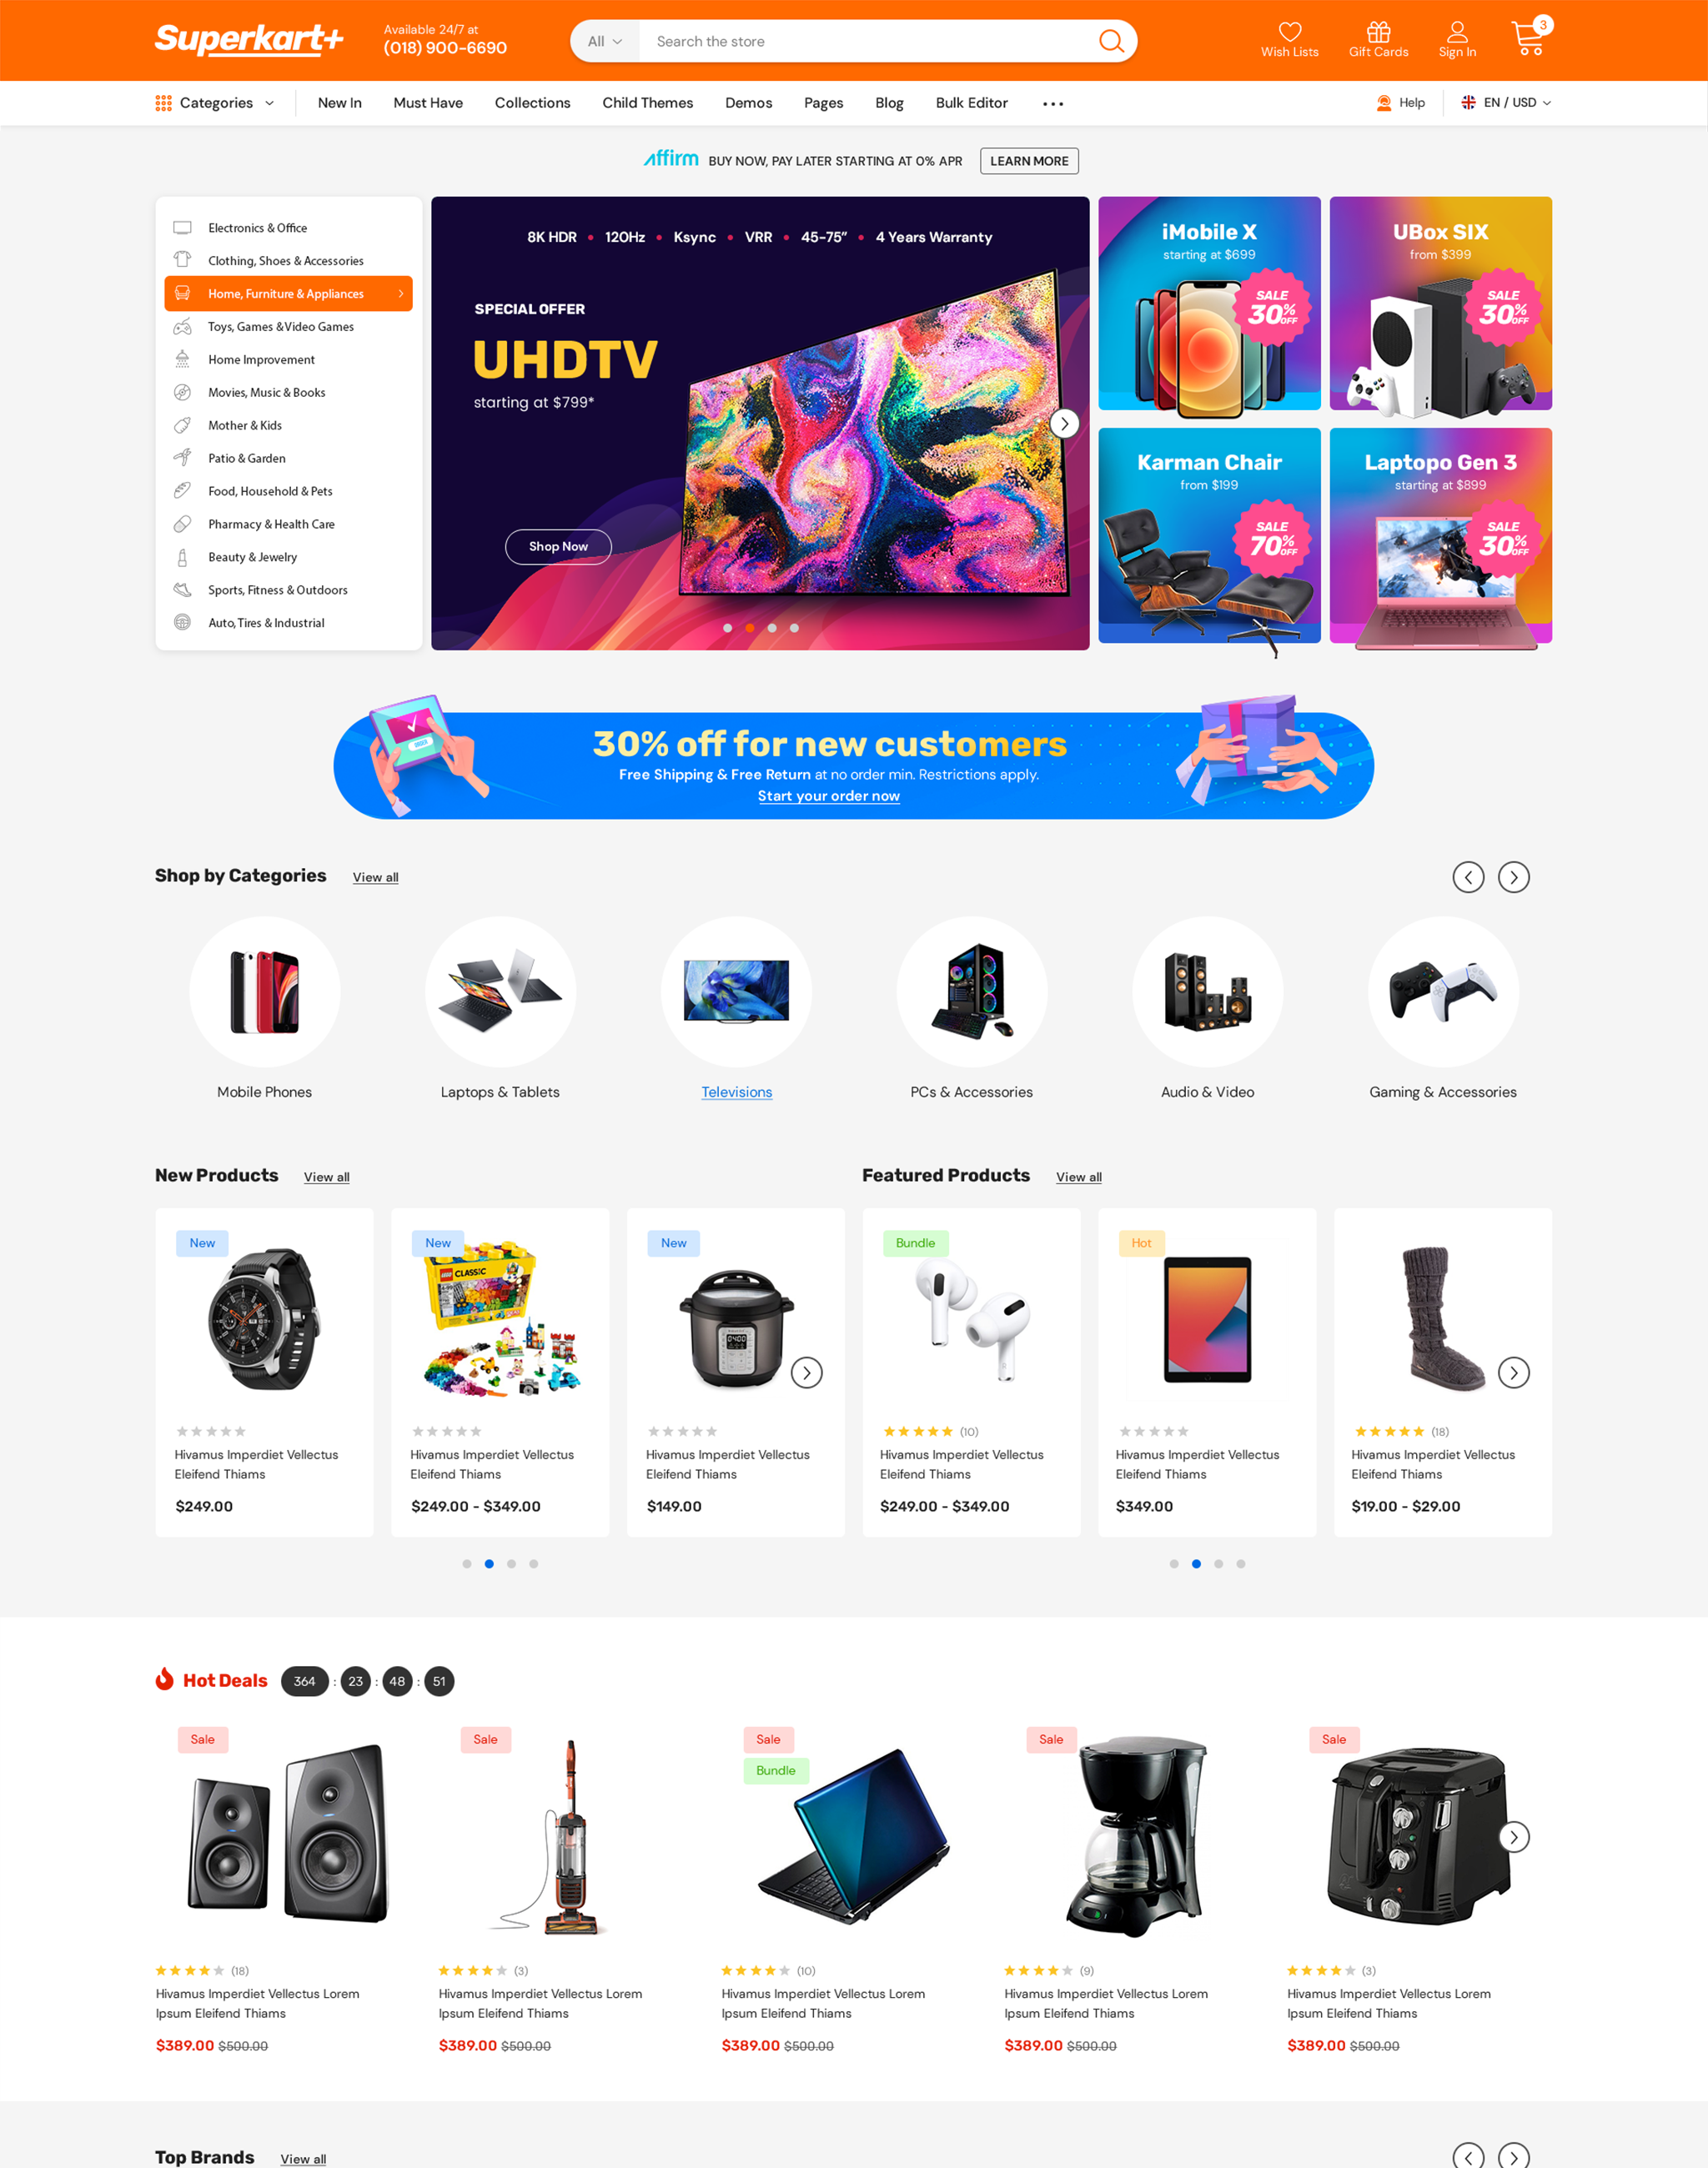 Superkart+
Available 24/7 at
(018) 900-6690
All
Search the store
Wish Lists
Gift Cards
Sign In
3
Categories
New In
Must Have
Collections
Child Themes
Demos
Pages
Blog
Bulk Editor
Help
EN / USD
affirm BUY NOW, PAY LATER STARTING AT 0% APR
LEARN MORE
Electronics & Office
Clothing, Shoes & Accessories
Home, Furniture & Appliances
Toys, Games &Video Games
Home Improvement
Movies, Music & Books
Mother & Kids
Patio & Garden
Food, Household & Pets
Pharmacy & Health Care
Beauty & Jewelry
Sports, Fitness & Outdoors
Auto, Tires & Industrial
8K HDR • 120Hz • Ksync • VRR • 45-75” • 4 Years Warranty
SPECIAL OFFER
UHDTV
starting at $799*
Shop Now
iMobile X
starting at $699
SALE
30% OFF
UBox SIX
from $399
SALE
30% OFF
Karman Chair
from $199
SALE
70% OFF
Laptopo Gen 3
starting at $899
SALE
30% OFF
30% off for new customers
Free Shipping & Free Return at no order min. Restrictions apply.
Start your order now
Shop by Categories
View all
Mobile Phones
Laptops & Tablets
Televisions
PCs & Accessories
Audio & Video
Gaming & Accessories
New Products
View all
New
Hivamus Imperdiet Vellectus
Eleifend Thiams
$249.00
New
CLASSIC
Hivamus Imperdiet Vellectus
Eleifend Thiams
$249.00 - $349.00
New
Hivamus Imperdiet Vellectus
Eleifend Thiams
$149.00
Featured Products
View all
Bundle
(10)
Hivamus Imperdiet Vellectus
Eleifend Thiams
$249.00 - $349.00
Hot
Hivamus Imperdiet Vellectus
Eleifend Thiams
$349.00
(18)
Hivamus Imperdiet Vellectus
Eleifend Thiams
$19.00 - $29.00
Hot Deals
364 : 23 : 48 : 51
Sale
(18)
Hivamus Imperdiet Vellectus Lorem
Ipsum Eleifend Thiams
$389.00 $500.00
Sale
(3)
Hivamus Imperdiet Vellectus Lorem
Ipsum Eleifend Thiams
$389.00 $500.00
Sale
Bundle
(10)
Hivamus Imperdiet Vellectus Lorem
Ipsum Eleifend Thiams
$389.00 $500.00
Sale
(9)
Hivamus Imperdiet Vellectus Lorem
Ipsum Eleifend Thiams
$389.00 $500.00
Sale
(3)
Hivamus Imperdiet Vellectus Lorem
Ipsum Eleifend Thiams
$389.00 $500.00
Top Brands
View all